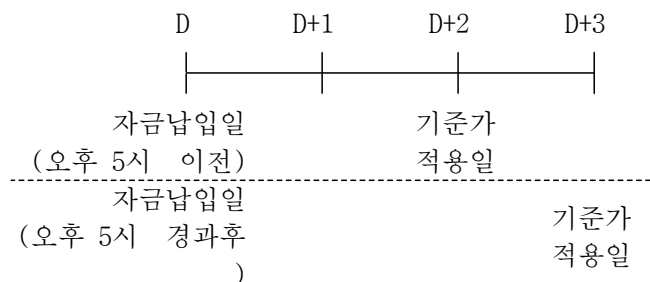 D D+1 D+2 D+3
자금납입일 기준가
(오후 5시 이전) 적용일
자금납입일
(오후 5시 경과후
)
기준가
적용일